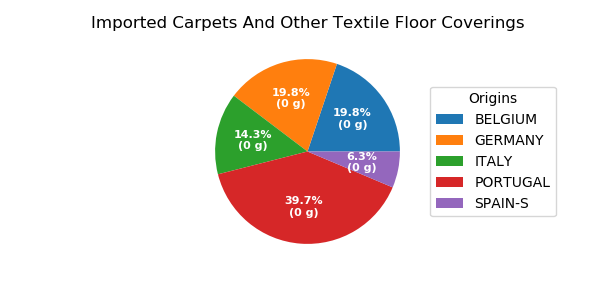 Imported Carpets And Other Textile Floor Coverings
19.8%
(0 g)
19.8%
(0 g)
14.3%
(0 g)
39.7%
(0 g)
6.3%
(0 g)
Origins
BELGIUM
GERMANY
ITALY
PORTUGAL
SPAIN-S